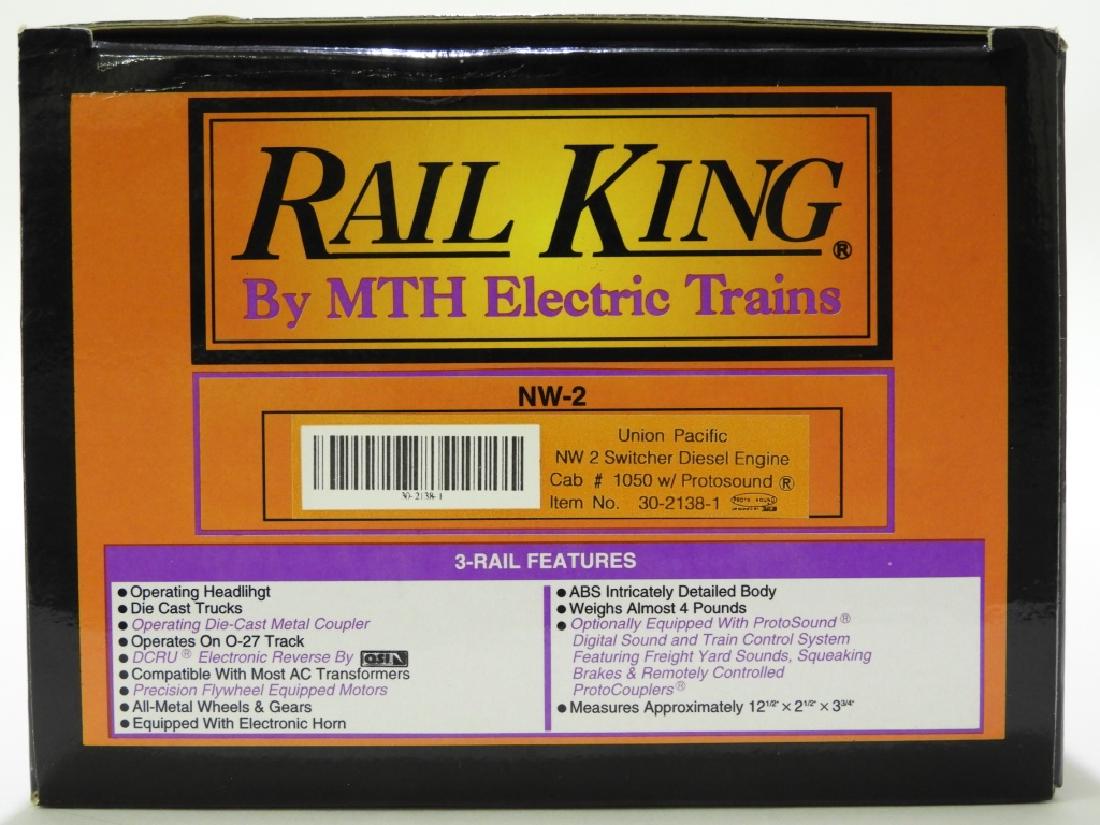 RAIL KING®
By MTH Electric Trains
NW-2
30-2138-1
Union Pacific
NW 2 Switcher Diesel Engine
Cab # 1050 w/ Protosound ®
Item No. 30-2138-1
3-RAIL FEATURES
● Operating Headlihgt
● Die Cast Trucks
● Operating Die-Cast Metal Coupler
● Operates On O-27 Track
● DCRU® Electronic Reverse By QSI
● Compatible With Most AC Transformers
● Precision Flywheel Equipped Motors
● All-Metal Wheels & Gears
● Equipped With Electronic Horn
● ABS Intricately Detailed Body
● Weighs Almost 4 Pounds
● Optionally Equipped With ProtoSound®
Digital Sound and Train Control System
Featuring Freight Yard Sounds, Squeaking
Brakes & Remotely Controlled
ProtoCouplers®
● Measures Approximately 12 1/2" × 2 1/2" × 3 3/4"